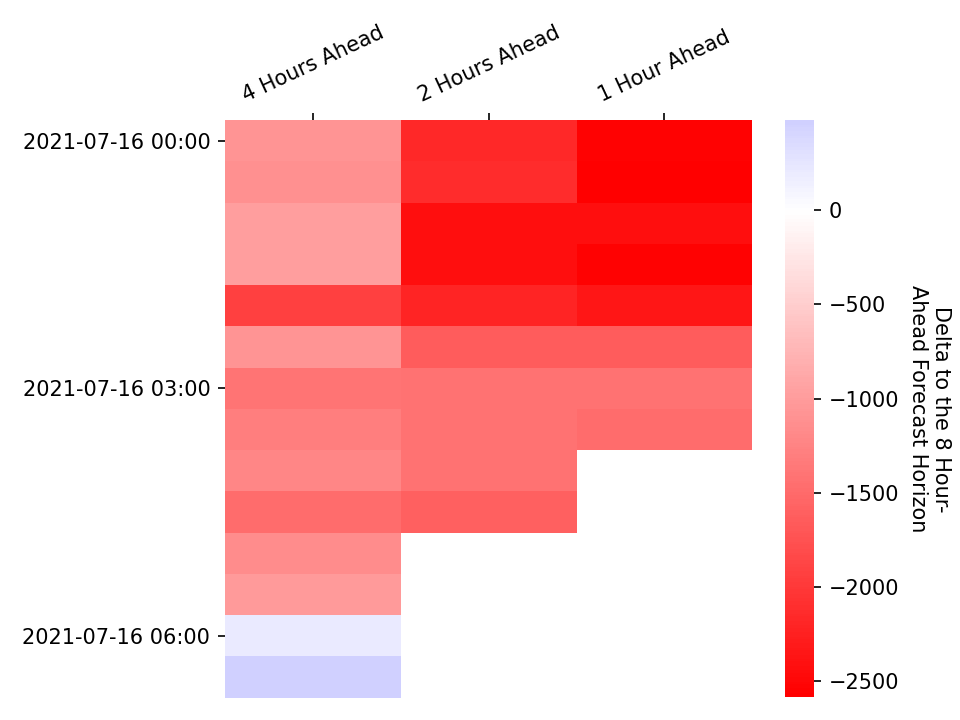 4 Hours Ahead
2 Hours Ahead
1 Hour Ahead
2021-07-16 00:00
2021-07-16 03:00
2021-07-16 06:00
0
−500
−1000
−1500
−2000
−2500
Delta to the 8 Hour-
Ahead Forecast Horizon